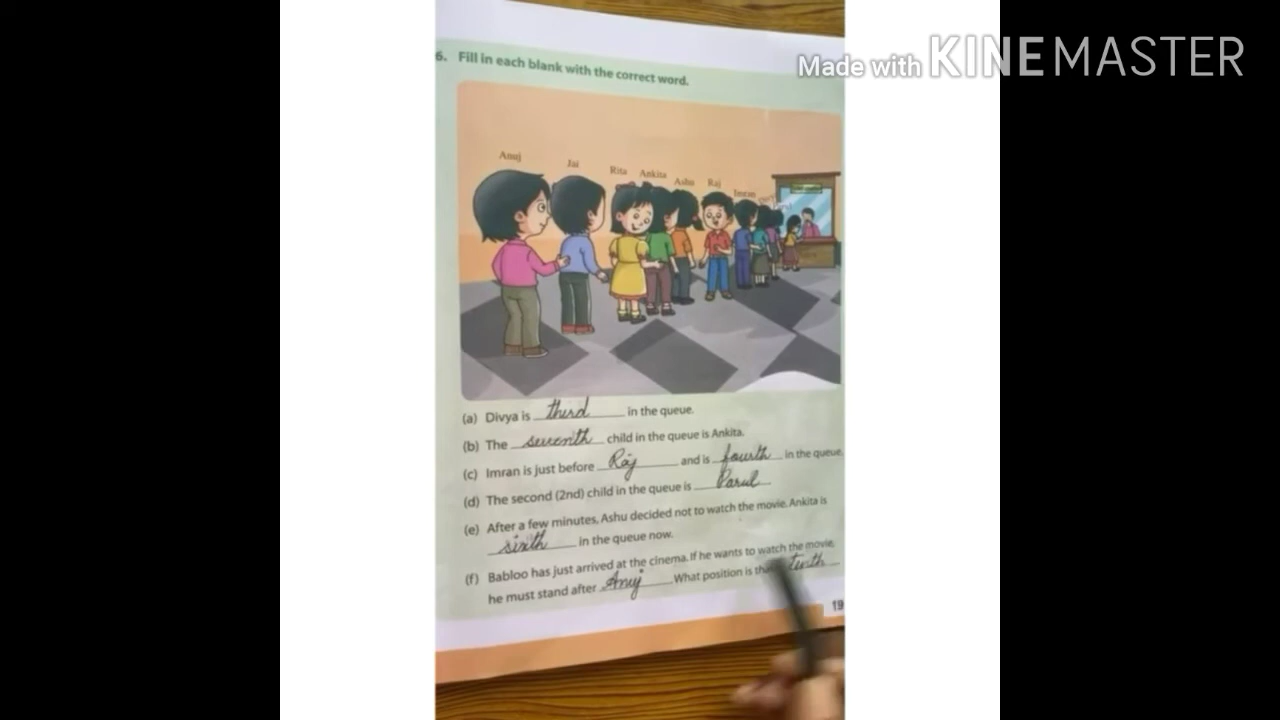 Made with KINEMASTER
6. Fill in each blank with the correct word.
Anuj Jai Rita Ankita Ashu Raj Imran
(a) Divya is third in the queue.
(b) The seventh child in the queue is Ankita.
(c) Imran is just before Raj and is fourth in the queue.
(d) The second (2nd) child in the queue is Parul
(e) After a few minutes, Ashu decided not to watch the movie. Ankita is
sixth in the queue now.
(f) Babloo has just arrived at the cinema. If he wants to watch the movie,
he must stand after Anuj. What position is tenth
19